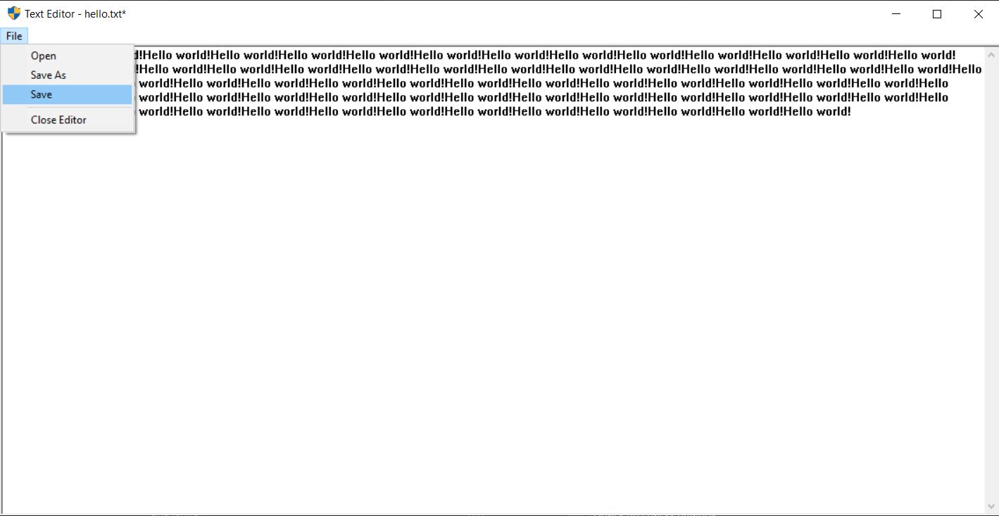 Text Editor - hello.txt*
File
Open
Save As
Save
Close Editor
!Hello world!Hello world!Hello world!Hello world!Hello world!Hello world!Hello world!Hello world!Hello world!Hello world!Hello world!Hello world!
!Hello world!Hello world!Hello world!Hello world!Hello world!Hello world!Hello world!Hello world!Hello world!Hello world!Hello world!Hello world!Hello
world!Hello world!Hello world!Hello world!Hello world!Hello world!Hello world!Hello world!Hello world!Hello world!Hello world!Hello world!Hello
world!Hello world!Hello world!Hello world!Hello world!Hello world!Hello world!Hello world!Hello world!Hello world!Hello world!Hello world!Hello
world!Hello world!Hello world!Hello world!Hello world!Hello world!Hello world!Hello world!Hello world!Hello world!Hello world!